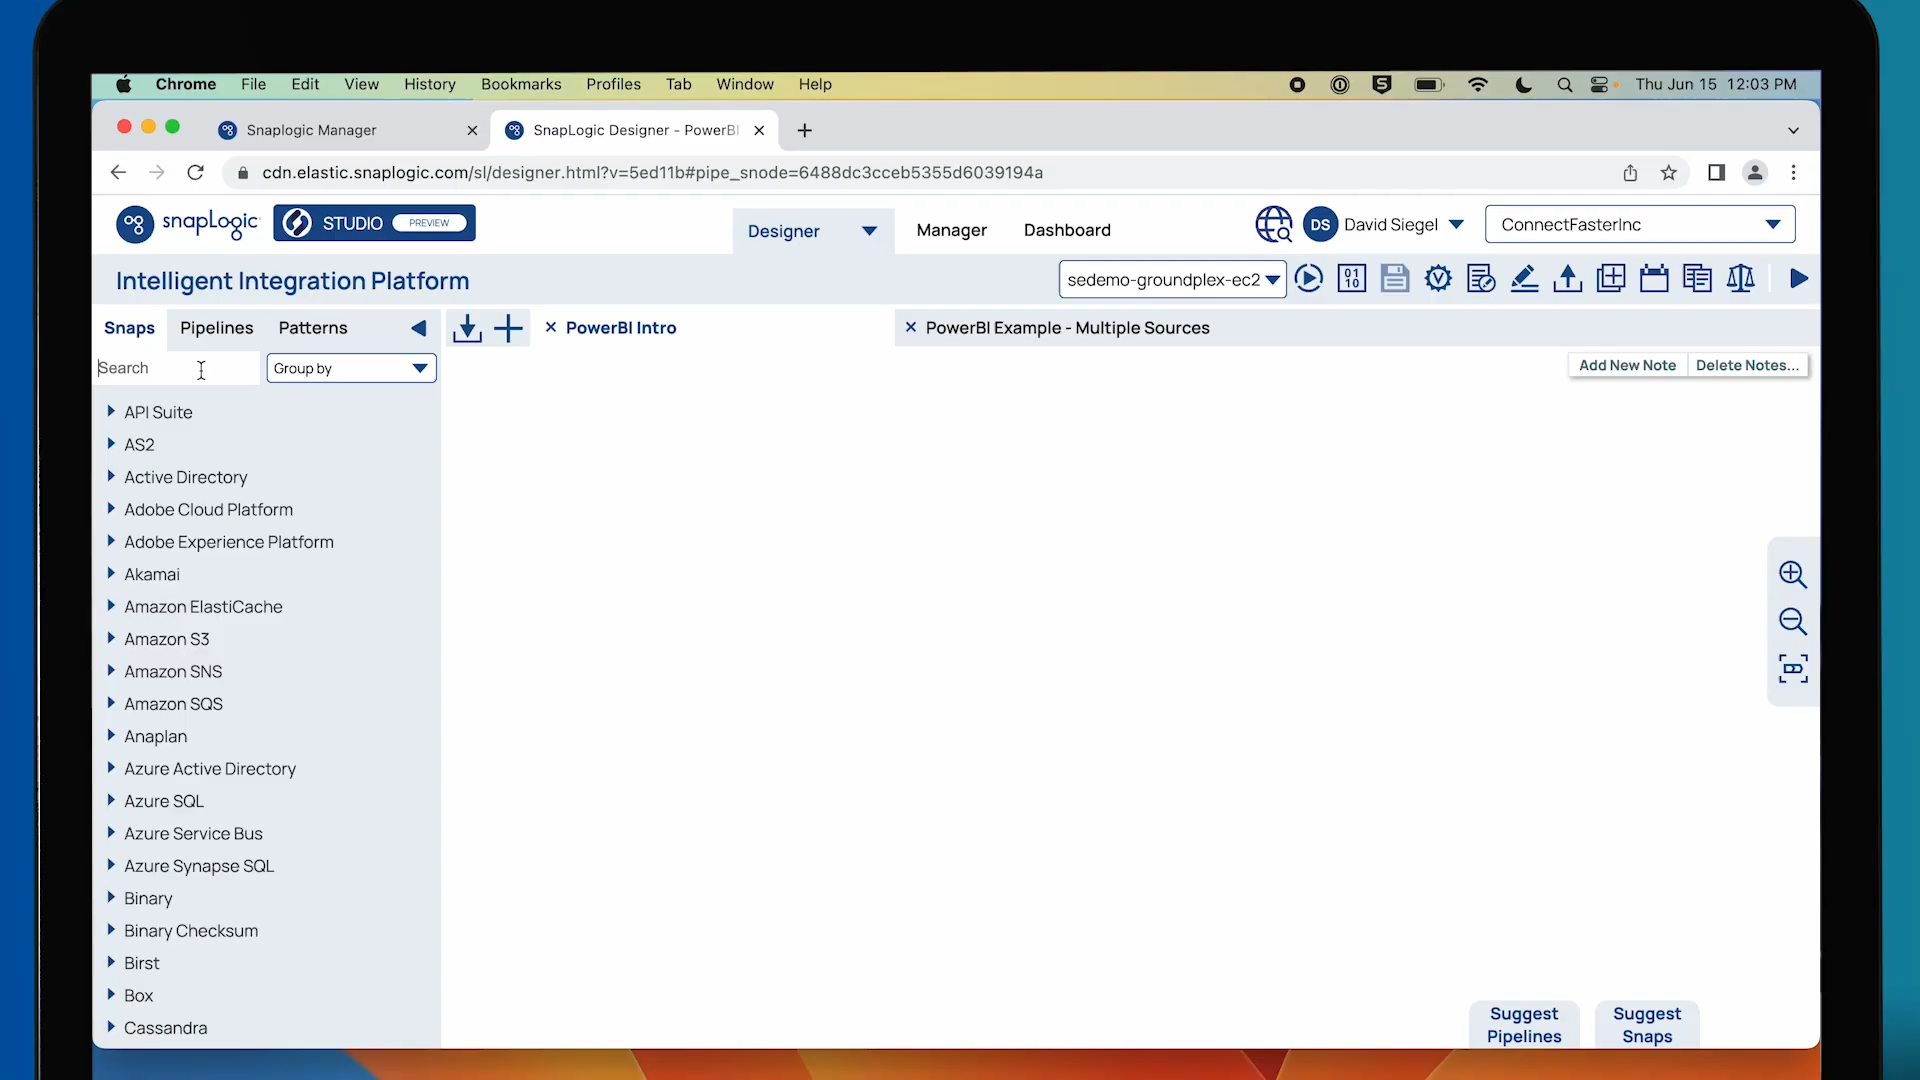 Chrome File Edit View History Bookmarks Profiles Tab Window Help Thu Jun 15 12:03 PM
Snaplogic Manager
SnapLogic Designer - PowerBI
cdn.elastic.snaplogic.com/sl/designer.html?v=5ed11b#pipe_snode=6488dc3cceb5355d6039194a
snapLogic STUDIO PREVIEW
Designer Manager Dashboard
DS David Siegel ConnectFasterInc
Intelligent Integration Platform
sedemo-groundplex-ec2
01
10
Snaps Pipelines Patterns
PowerBI Intro
PowerBI Example - Multiple Sources
Search Group by
Add New Note Delete Notes...
API Suite
AS2
Active Directory
Adobe Cloud Platform
Adobe Experience Platform
Akamai
Amazon ElastiCache
Amazon S3
Amazon SNS
Amazon SQS
Anaplan
Azure Active Directory
Azure SQL
Azure Service Bus
Azure Synapse SQL
Binary
Binary Checksum
Birst
Box
Cassandra
Suggest
Pipelines
Suggest
Snaps